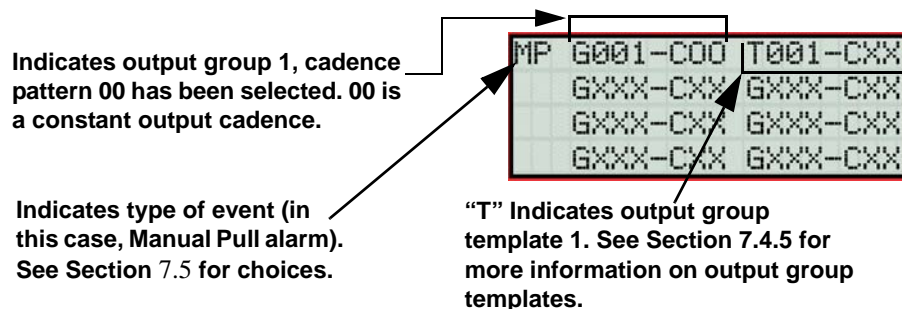 Indicates output group 1, cadence
pattern 00 has been selected. 00 is
a constant output cadence.
MP G001-C00 T001-CXX
GXXX-CXX GXXX-CXX
GXXX-CXX GXXX-CXX
GXXX-CXX GXXX-CXX
Indicates type of event (in
this case, Manual Pull alarm).
See Section 7.5 for choices.
“T” Indicates output group
template 1. See Section 7.4.5 for
more information on output group
templates.